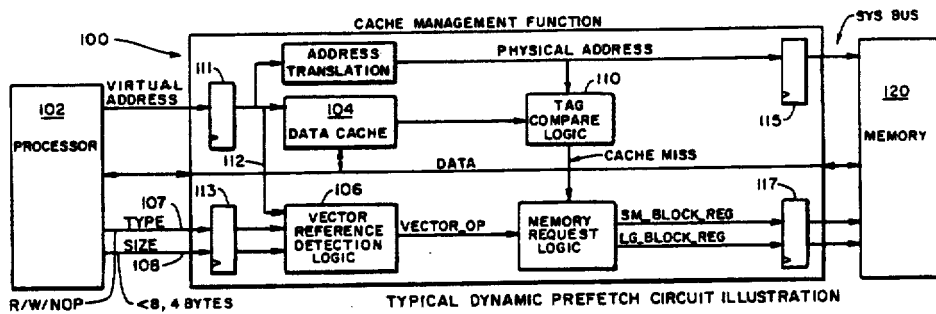 CACHE MANAGEMENT FUNCTION
SYS BUS
100
ADDRESS
TRANSLATION
PHYSICAL ADDRESS
111
110
102
PROCESSOR
VIRTUAL
ADDRESS
104
DATA CACHE
TAG
COMPARE
LOGIC
115
120
MEMORY
112
DATA
CACHE MISS
113
106
117
107
TYPE
SIZE
108
VECTOR
REFERENCE
DETECTION
LOGIC
VECTOR_OP
MEMORY
REQUEST
LOGIC
SM_BLOCK_REG
LG_BLOCK_REG
R/W/NOP
<8, 4 BYTES
TYPICAL DYNAMIC PREFETCH CIRCUIT ILLUSTRATION